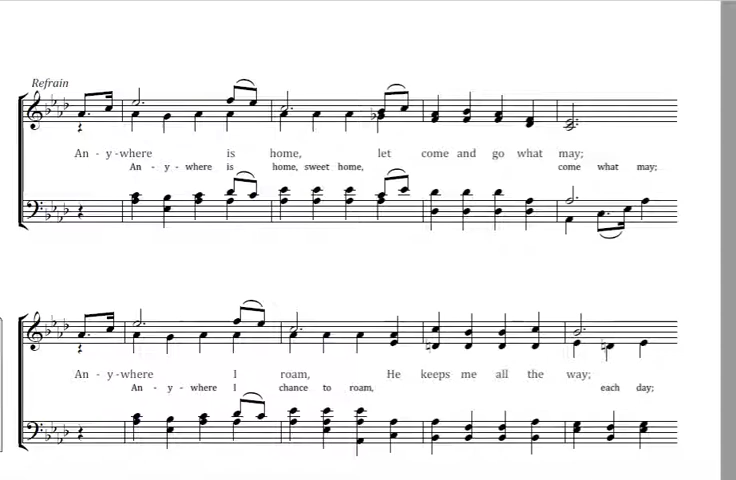 Refrain
An - y - where is home, let come and go what may;
An - y - where is home, sweet home, come what may;
An - y - where I roam, He keeps me all the way;
An - y - where I chance to roam, each day;